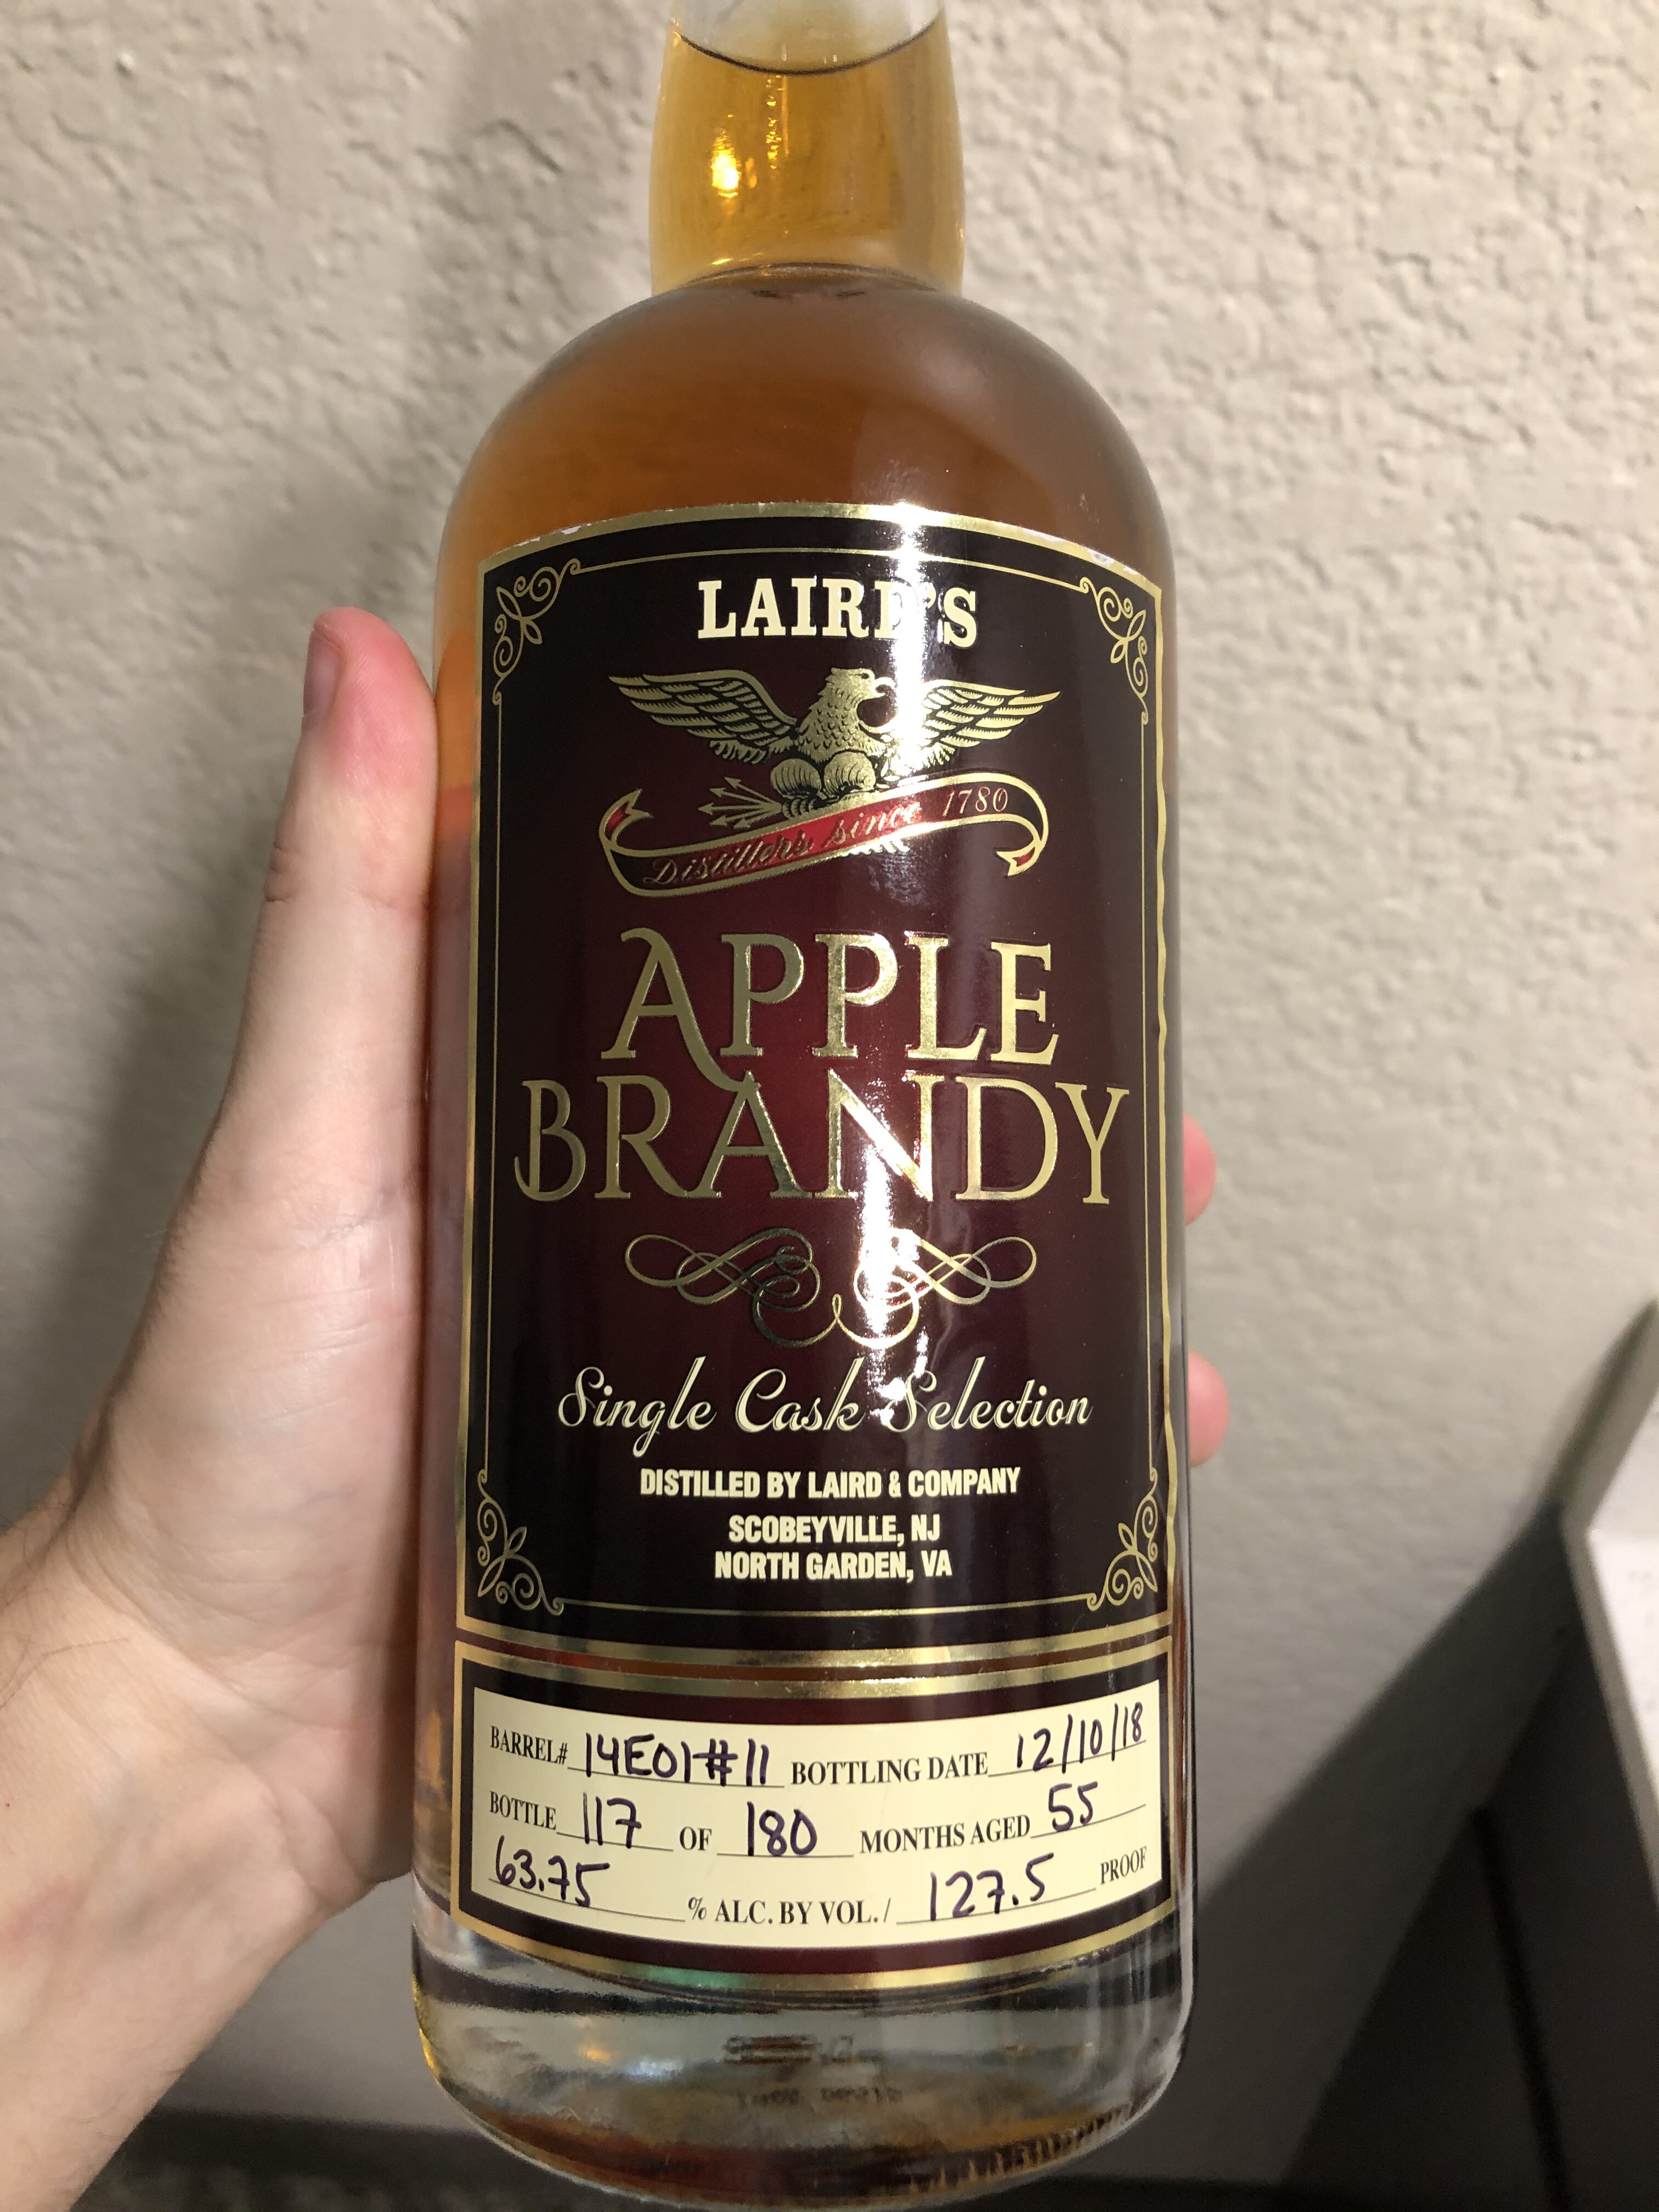 LAIRD'S
Distillers since 1780
APPLE
BRANDY
Single Cask Selection
DISTILLED BY LAIRD & COMPANY
SCOBEYVILLE, NJ
NORTH GARDEN, VA
BARREL# 14E01#11 BOTTLING DATE 12/10/18
BOTTLE 117 OF 180 MONTHS AGED 55
63.75 % ALC. BY VOL. / 127.5 PROOF